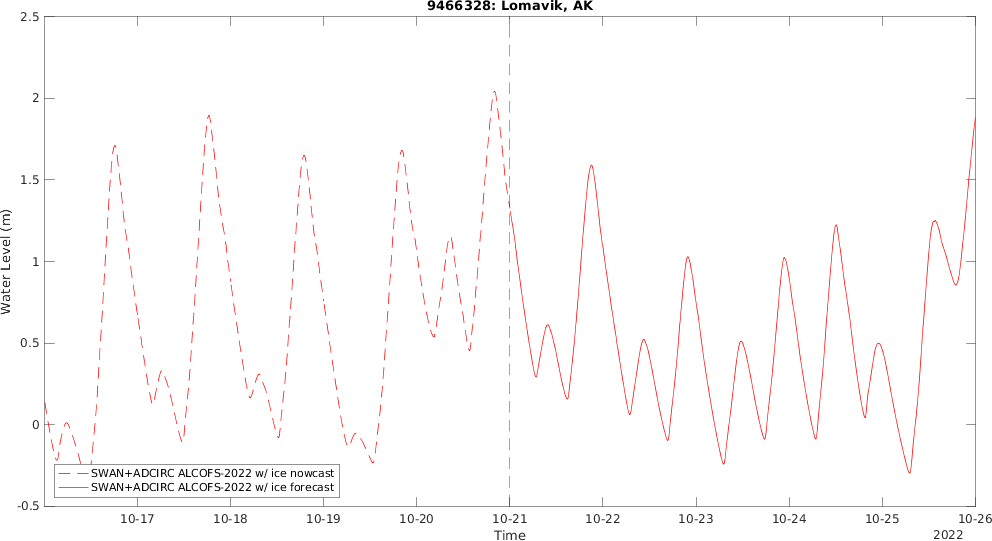 9466328: Lomavik, AK
2.5
2
1.5
1
0.5
0
-0.5
Water Level (m)
SWAN+ADCIRC ALCOFS-2022 w/ ice nowcast
SWAN+ADCIRC ALCOFS-2022 w/ ice forecast
10-17 10-18 10-19 10-20 10-21 10-22 10-23 10-24 10-25 10-26
Time
2022